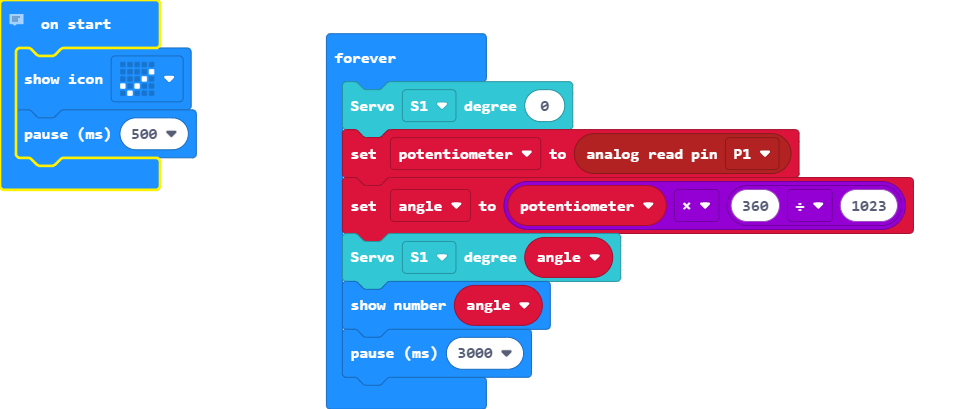 on start
show icon
pause (ms) 500
forever
Servo S1 degree 0
set potentiometer to analog read pin P1
set angle to potentiometer × 360 ÷ 1023
Servo S1 degree angle
show number angle
pause (ms) 3000